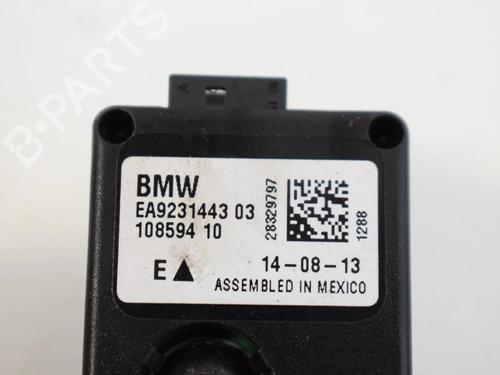 B-PARTS
A
BMW
EA9231443 03
108594 10
28329797
1288
E
14-08-13
ASSEMBLED IN MEXICO